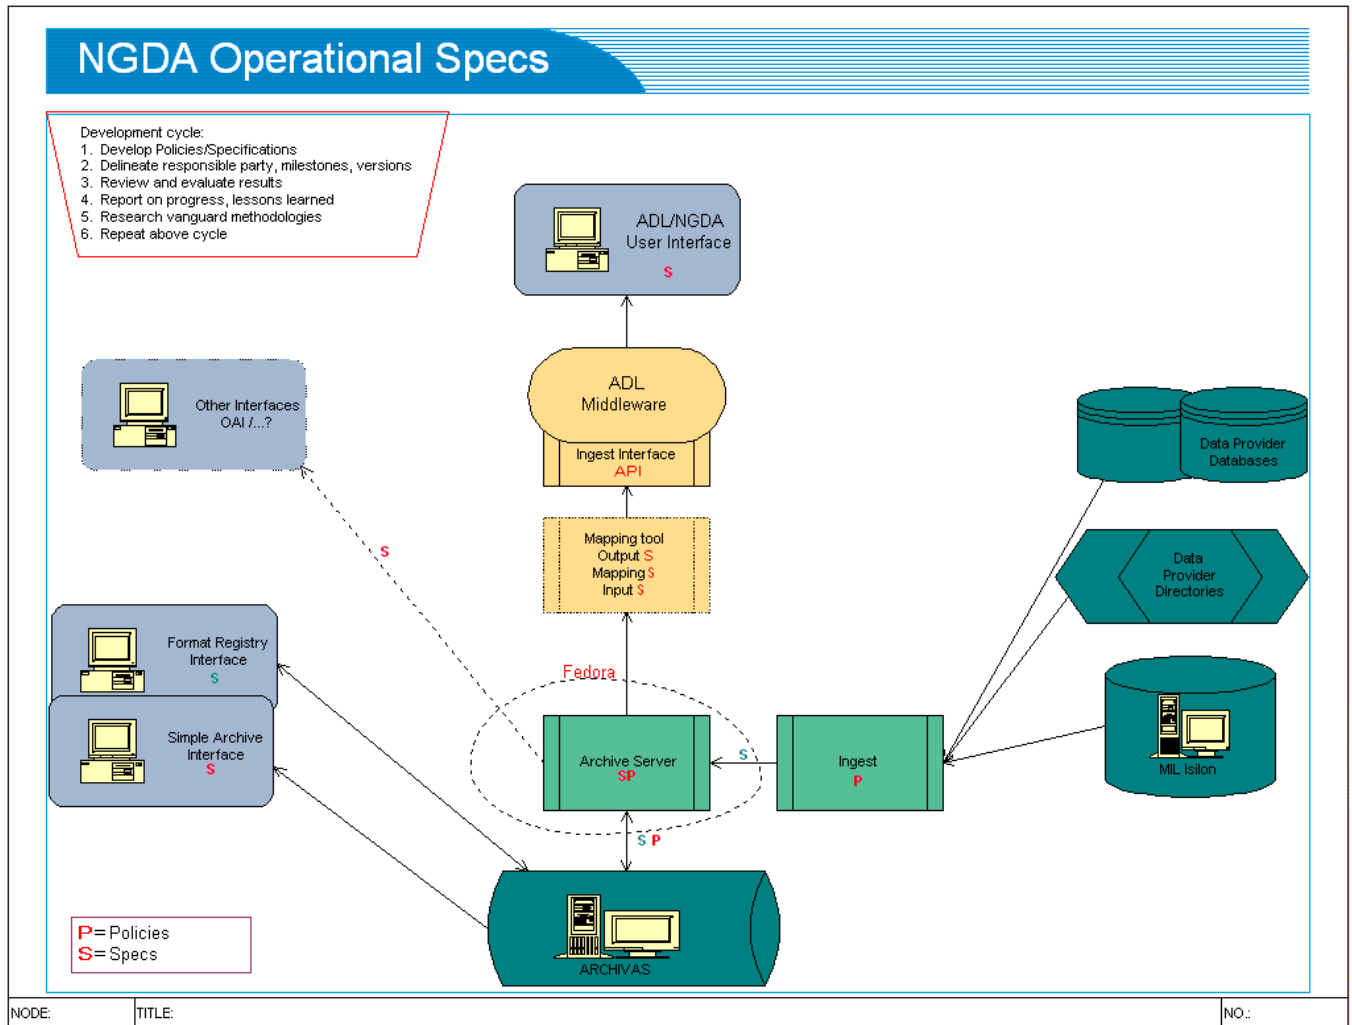 NGDA Operational Specs
Development cycle:
1. Develop Policies/Specifications
2. Delineate responsible party, milestones, versions
3. Review and evaluate results
4. Report on progress, lessons learned
5. Research vanguard methodologies
6. Repeat above cycle
ADL/NGDA
User Interface
S
ADL
Middleware
Ingest Interface
API
Other Interfaces
OAI /...?
Data Provider
Databases
Mapping tool
Output S
Mapping S
Input S
S
Data
Provider
Directories
Format Registry
Interface
S
Fedora
Simple Archive
Interface
S
Archive Server
SP
S
Ingest
P
MIL Isilon
S P
ARCHIVAS
P= Policies
S= Specs
NODE:
TITLE:
NO.: